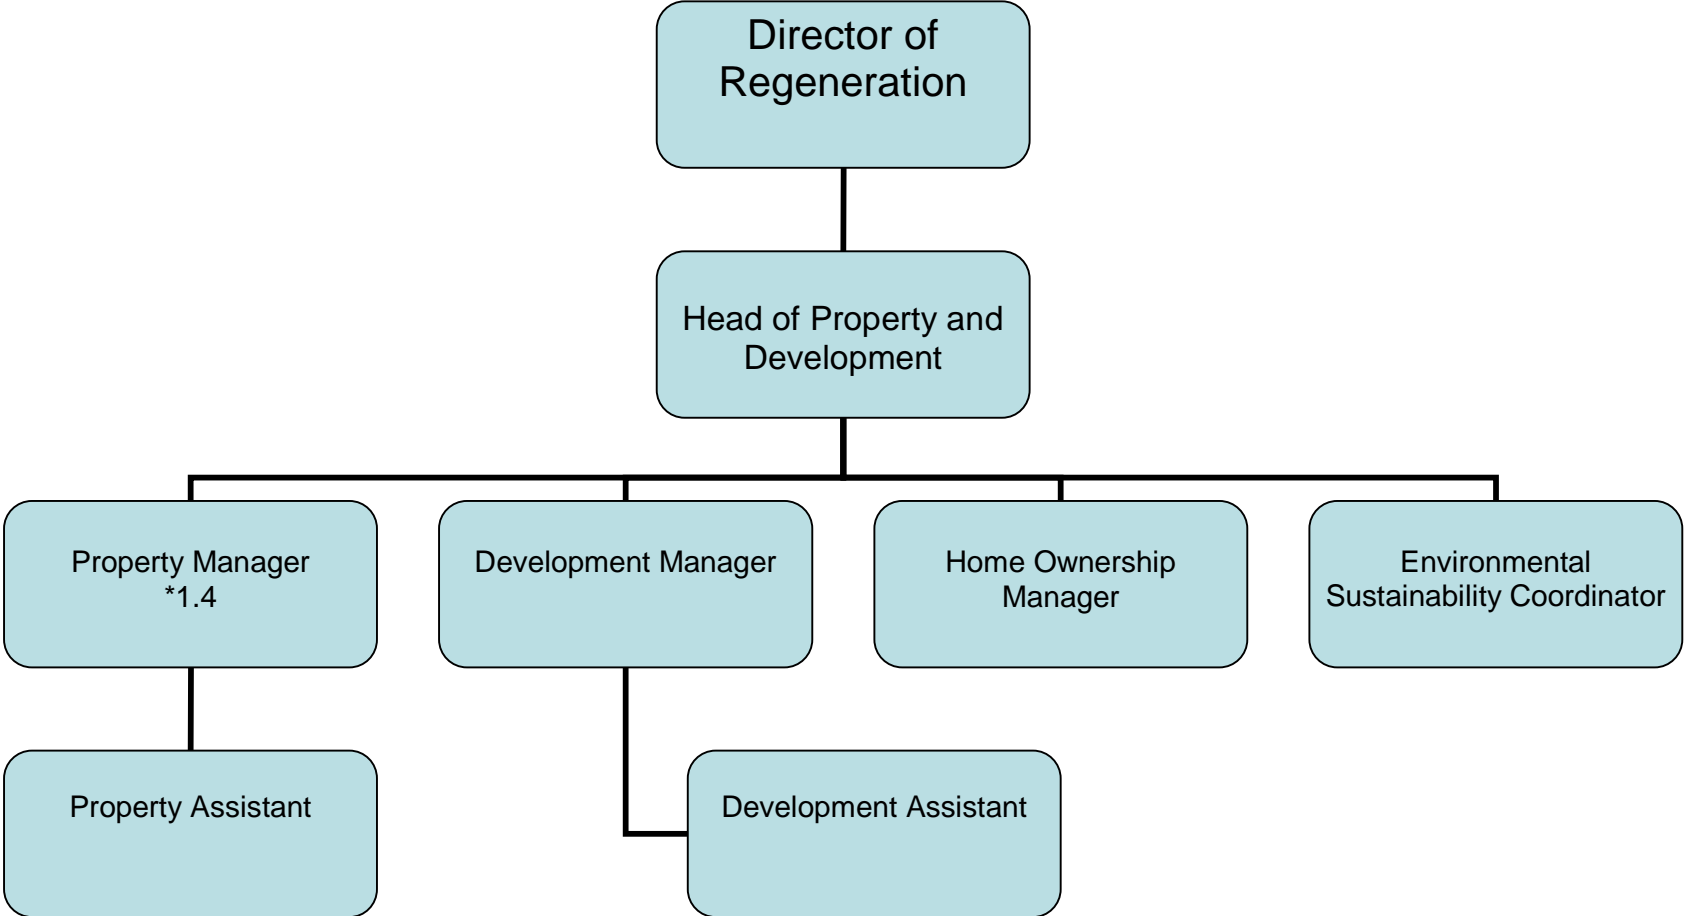 Director of
Regeneration
Head of Property and
Development
Property Manager
*1.4
Development Manager
Home Ownership
Manager
Environmental
Sustainability Coordinator
Property Assistant
Development Assistant